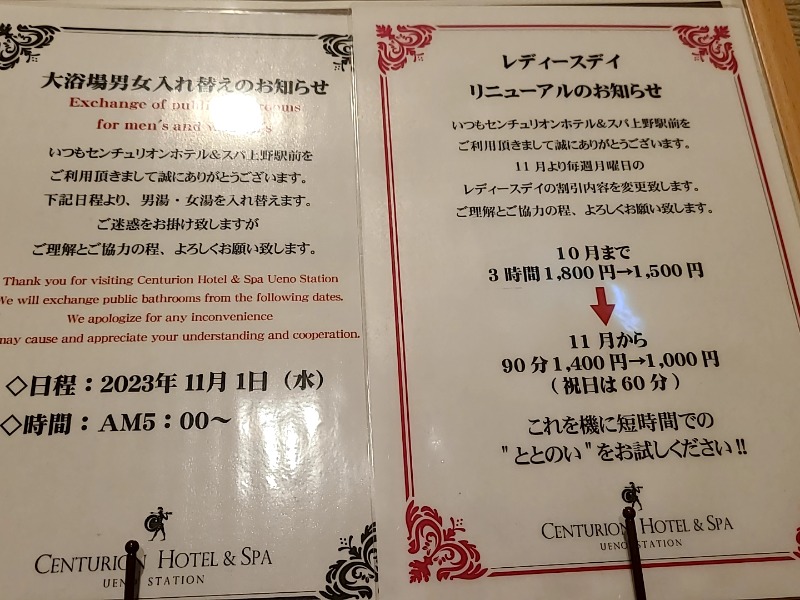 大浴場男女入れ替えのお知らせ
Exchange of public
for men's and
いつもセンチュリオンホテル&スパ上野駅前を
ご利用頂きまして誠にありがとうございます。
下記日程より、男湯・女湯を入れ替えます。
ご迷惑をお掛け致しますが
ご理解とご協力の程、よろしくお願い致します。
Thank you for visiting Centurion Hotel & Spa Ueno Station
We will exchange public bathrooms from the following dates.
We apologize for any inconvenience
may cause and appreciate your understanding and cooperation.
◇日程：2023年11月1日（水）
◇時間：AM5：00～
CENTURION HOTEL & SPA
UENO STATION
レディースデイ
リニューアルのお知らせ
いつもセンチュリオンホテル&スパ上野駅前を
ご利用頂きまして誠にありがとうございます。
11月より毎週月曜日の
レディースデイの割引内容を変更致します。
ご理解とご協力の程、よろしくお願い致します。
10月まで
3時間1,800円→1,500円
11月から
90分1,400円→1,000円
（祝日は60分）
これを機に短時間での
"ととのい"をお試しください!!
CENTURION HOTEL & SPA
UENO STATION